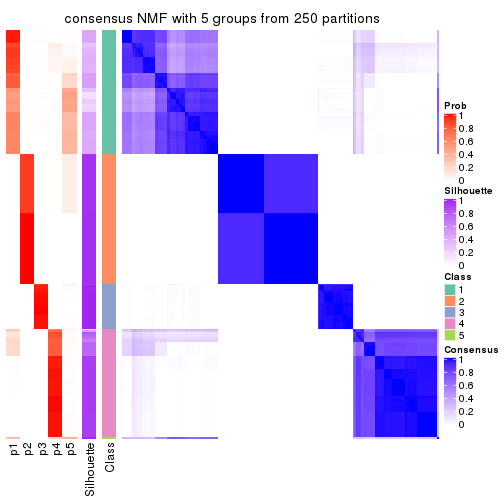 consensus NMF with 5 groups from 250 partitions
Prob
1
0.8
0.6
0.4
0.2
0
Silhouette
1
0.8
0.6
0.4
0.2
0
Class
1
2
3
4
5
Consensus
1
0.8
0.6
0.4
0.2
0
p1
p2
p3
p4
p5
Silhouette
Class